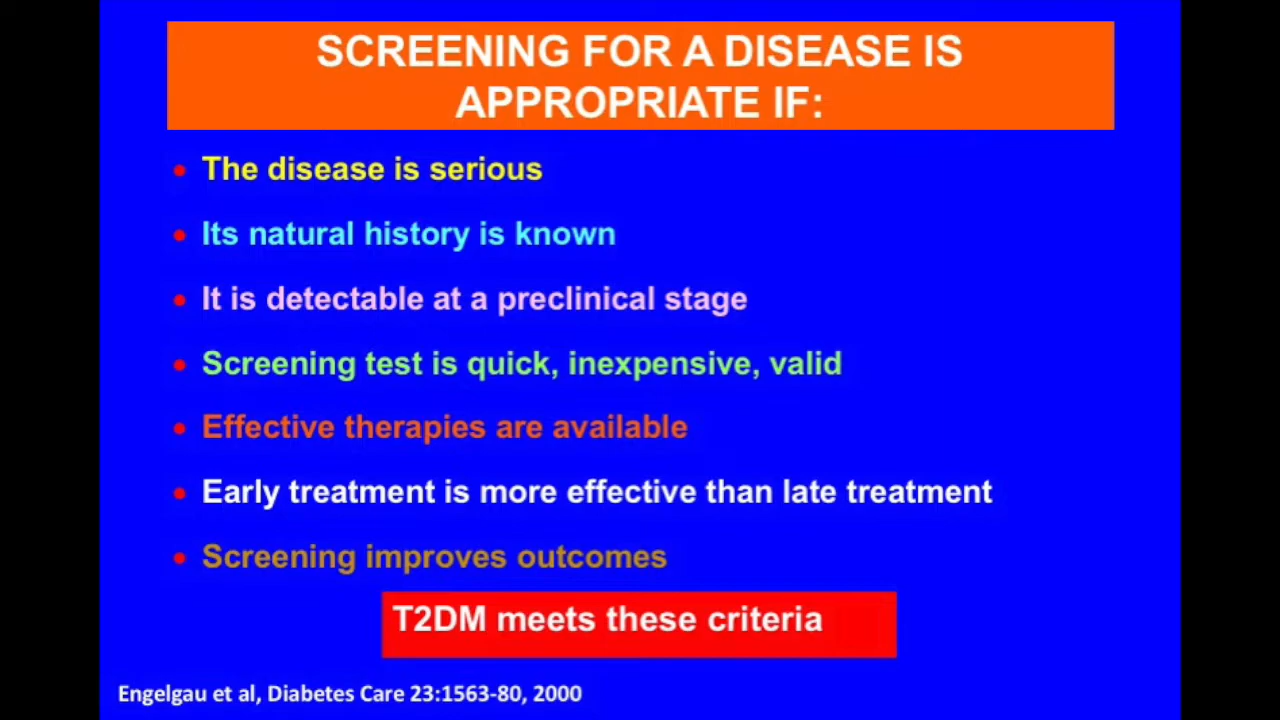 SCREENING FOR A DISEASE IS
APPROPRIATE IF:
• The disease is serious
• Its natural history is known
• It is detectable at a preclinical stage
• Screening test is quick, inexpensive, valid
• Effective therapies are available
• Early treatment is more effective than late treatment
• Screening improves outcomes
T2DM meets these criteria
Engelgau et al, Diabetes Care 23:1563-80, 2000